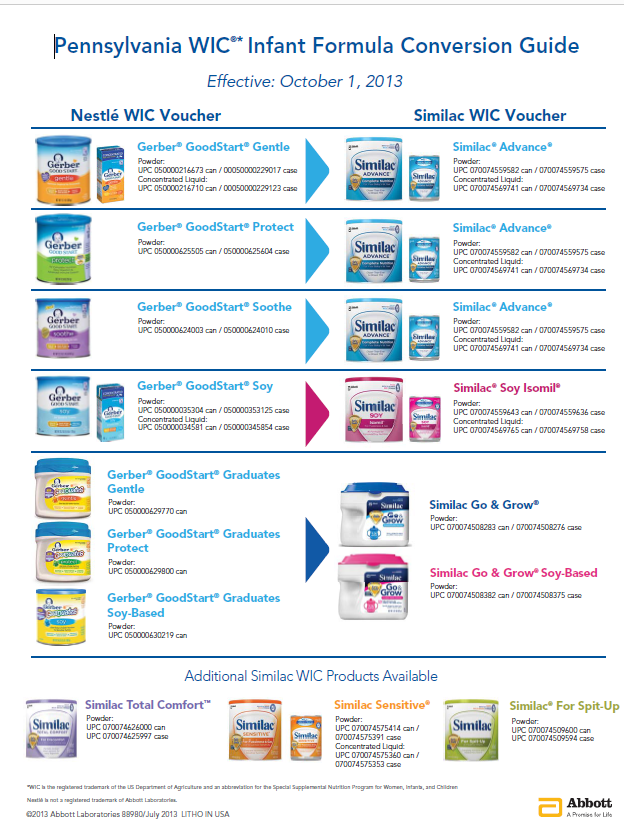 Pennsylvania WIC®* Infant Formula Conversion Guide
Effective: October 1, 2013
Nestlé WIC Voucher
Similac WIC Voucher
Gerber® GoodStart® Gentle
Powder:
UPC 050000216673 can / 00050000229017 case
Concentrated Liquid:
UPC 050000216710 can / 00050000229123 case
Similac® Advance®
Powder:
UPC 070074559582 can / 070074559575 case
Concentrated Liquid:
UPC 070074569741 can / 070074569734 case
Gerber® GoodStart® Protect
Powder:
UPC 050000625505 can / 050000625604 case
Similac® Advance®
Powder:
UPC 070074559582 can / 070074559575 case
Concentrated Liquid:
UPC 070074569741 can / 070074569734 case
Gerber® GoodStart® Soothe
Powder:
UPC 050000624003 can / 050000624010 case
Similac® Advance®
Powder:
UPC 070074559582 can / 070074559575 case
Concentrated Liquid:
UPC 070074569741 can / 070074569734 case
Gerber® GoodStart® Soy
Powder:
UPC 050000035304 can / 050000353125 case
Concentrated Liquid:
UPC 050000034581 can / 050000345854 case
Similac® Soy Isomil®
Powder:
UPC 070074559643 can / 070074559636 case
Concentrated Liquid:
UPC 070074569765 can / 070074569758 case
Gerber® GoodStart® Graduates
Gentle
Powder:
UPC 050000629770 can
Gerber® GoodStart® Graduates
Protect
Powder:
UPC 050000629800 can
Gerber® GoodStart® Graduates
Soy-Based
Powder:
UPC 050000630219 can
Similac Go & Grow®
Powder:
UPC 070074508283 can / 070074508276 case
Similac Go & Grow® Soy-Based
Powder:
UPC 070074508382 can / 070074508375 case
Additional Similac WIC Products Available
Similac Total Comfort™
Powder:
UPC 070074626000 can
UPC 070074625997 case
Similac Sensitive®
Powder:
UPC 070074575414 can /
070074575391 case
Concentrated Liquid:
UPC 070074575360 can /
070074575353 case
Similac® For Spit-Up
Powder:
UPC 070074509600 can
UPC 070074509594 case
*WIC is the registered trademark of the US Department of Agriculture and an abbreviation for the Special Supplemental Nutrition Program for Women, Infants, and Children
Nestlé is not a registered trademark of Abbott Laboratories.
©2013 Abbott Laboratories 88980/July 2013 LITHO IN USA
Abbott
A Promise for Life